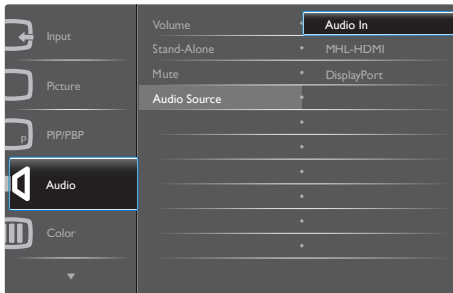 Input
Picture
P
PIP/PBP
Audio
Color
Volume
Stand-Alone
Mute
Audio Source
Audio In
MHL-HDMI
DisplayPort